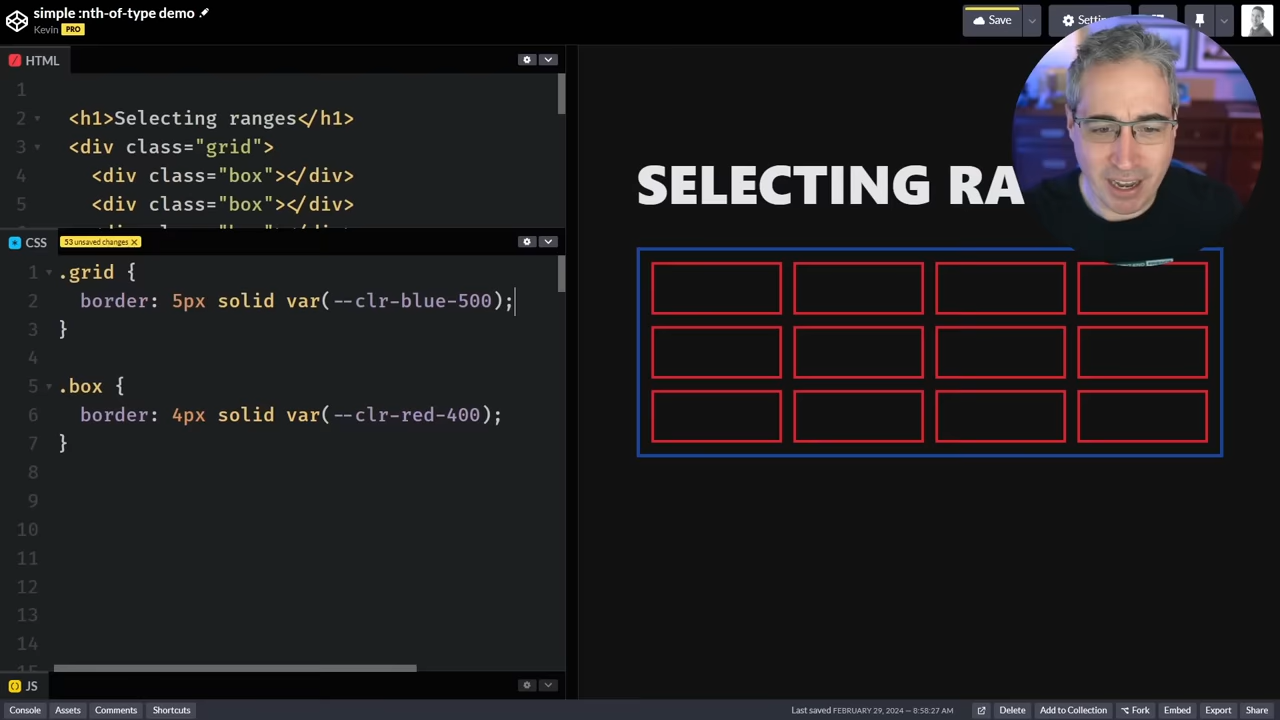 simple :nth-of-type demo
Kevin PRO
Save
HTML
1
2 <h1>Selecting ranges</h1>
3 <div class="grid">
4 <div class="box"></div>
5 <div class="box"></div>
CSS 53 unsaved changes ×
1 .grid {
2 border: 5px solid var(--clr-blue-500);
3 }
4
5 .box {
6 border: 4px solid var(--clr-red-400);
7 }
8
9
10
11
12
13
14
JS
SELECTING RA
Console Assets Comments Shortcuts
Last saved FEBRUARY 29, 2024 — 8:58:27 AM
Delete Add to Collection Fork Embed Export Share